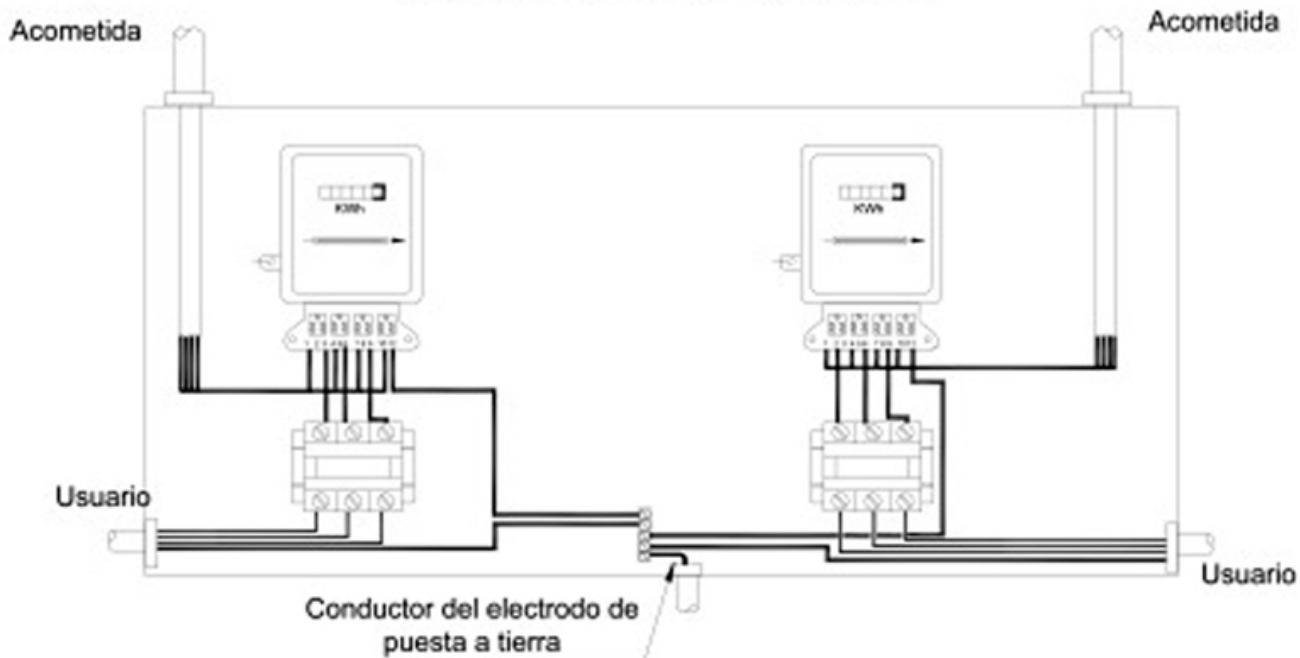 Acometida
Acometida
KWh
KWh
Usuario
Usuario
Conductor del electrodo de
puesta a tierra